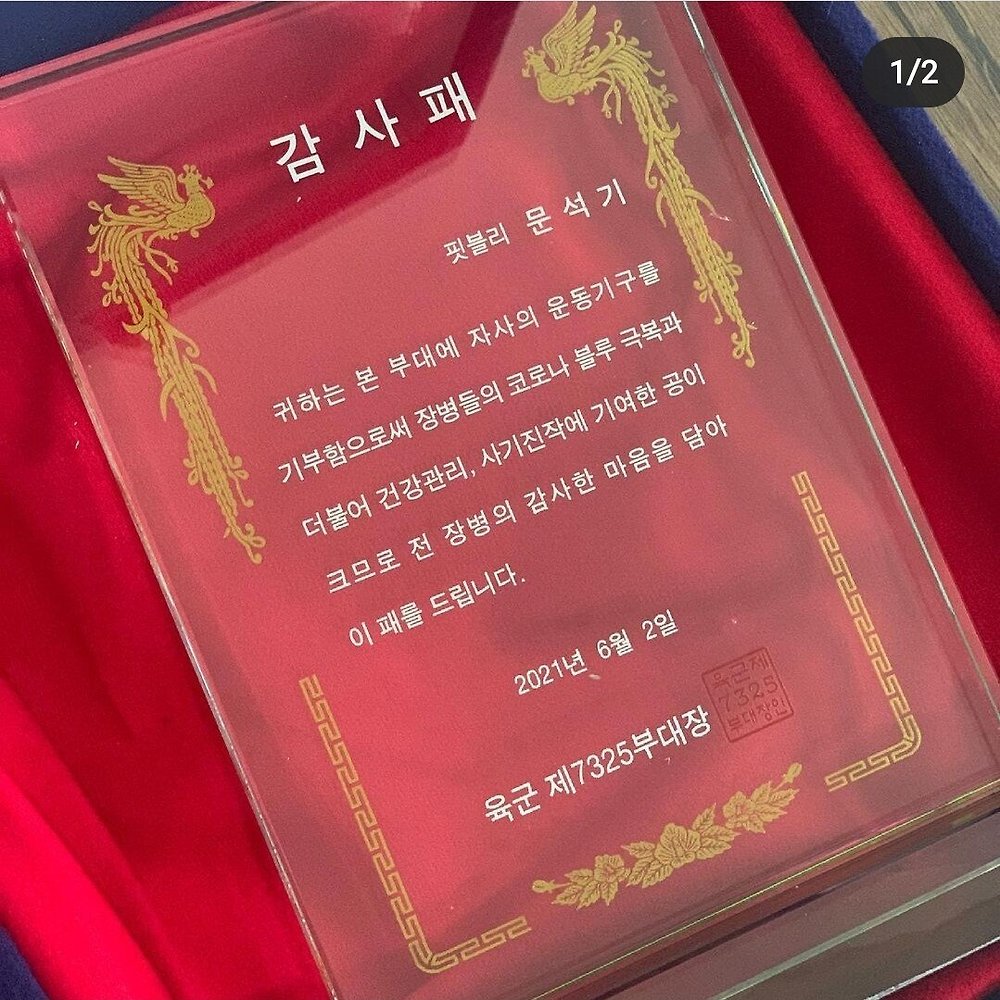 1/2
감사패
핏블리 문석기
귀하는 본 부대에 자사의 운동기구를
기부함으로써 장병들의 코로나 블루 극복과
더불어 건강관리, 사기진작에 기여한 공이
크므로 전 장병의 감사한 마음을 담아
이 패를 드립니다.
2021년 6월 2일
육군 제7325부대장
육군제
7325
부대장인